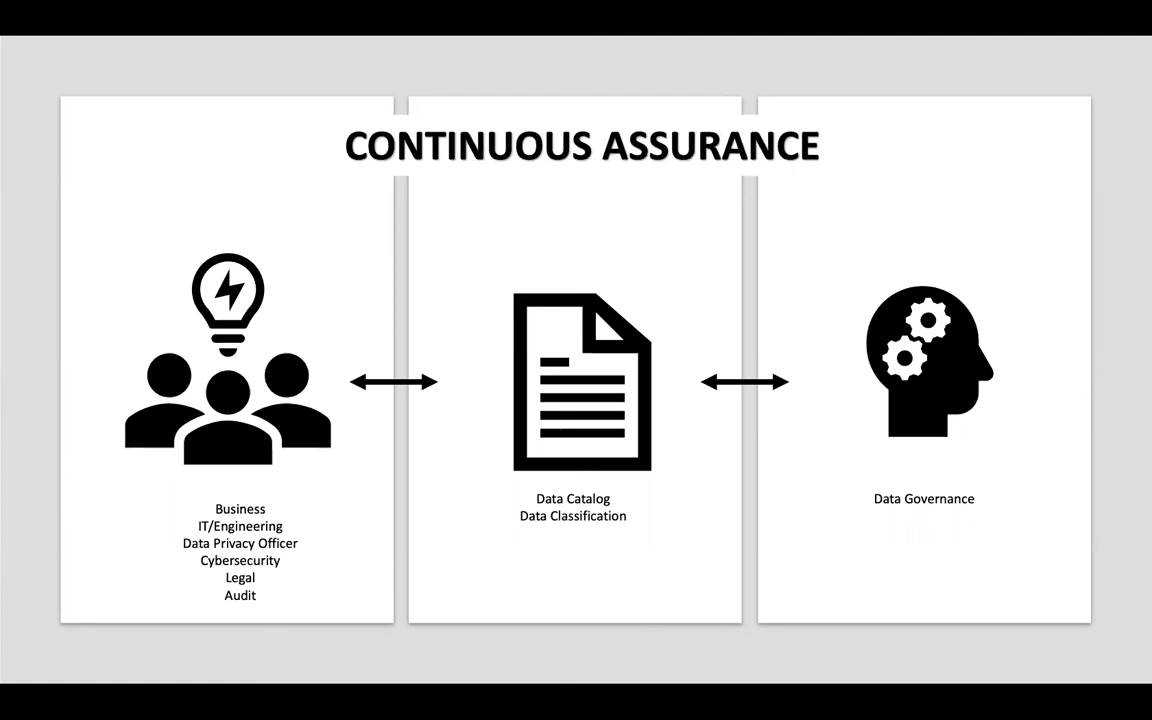 CONTINUOUS ASSURANCE
Business
IT/Engineering
Data Privacy Officer
Cybersecurity
Legal
Audit
Data Catalog
Data Classification
Data Governance